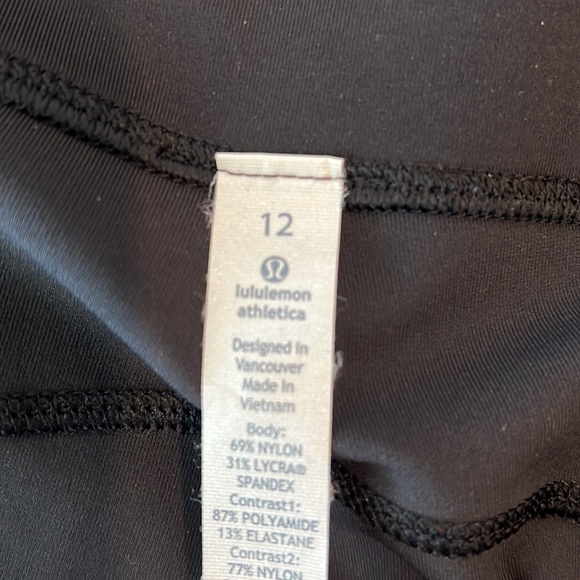 12
lululemon
athletica
Designed in
Vancouver
Made in
Vietnam
Body:
69% NYLON
31% LYCRA®
SPANDEX
Contrast1:
87% POLYAMIDE
13% ELASTANE
Contrast2:
77% NYLON